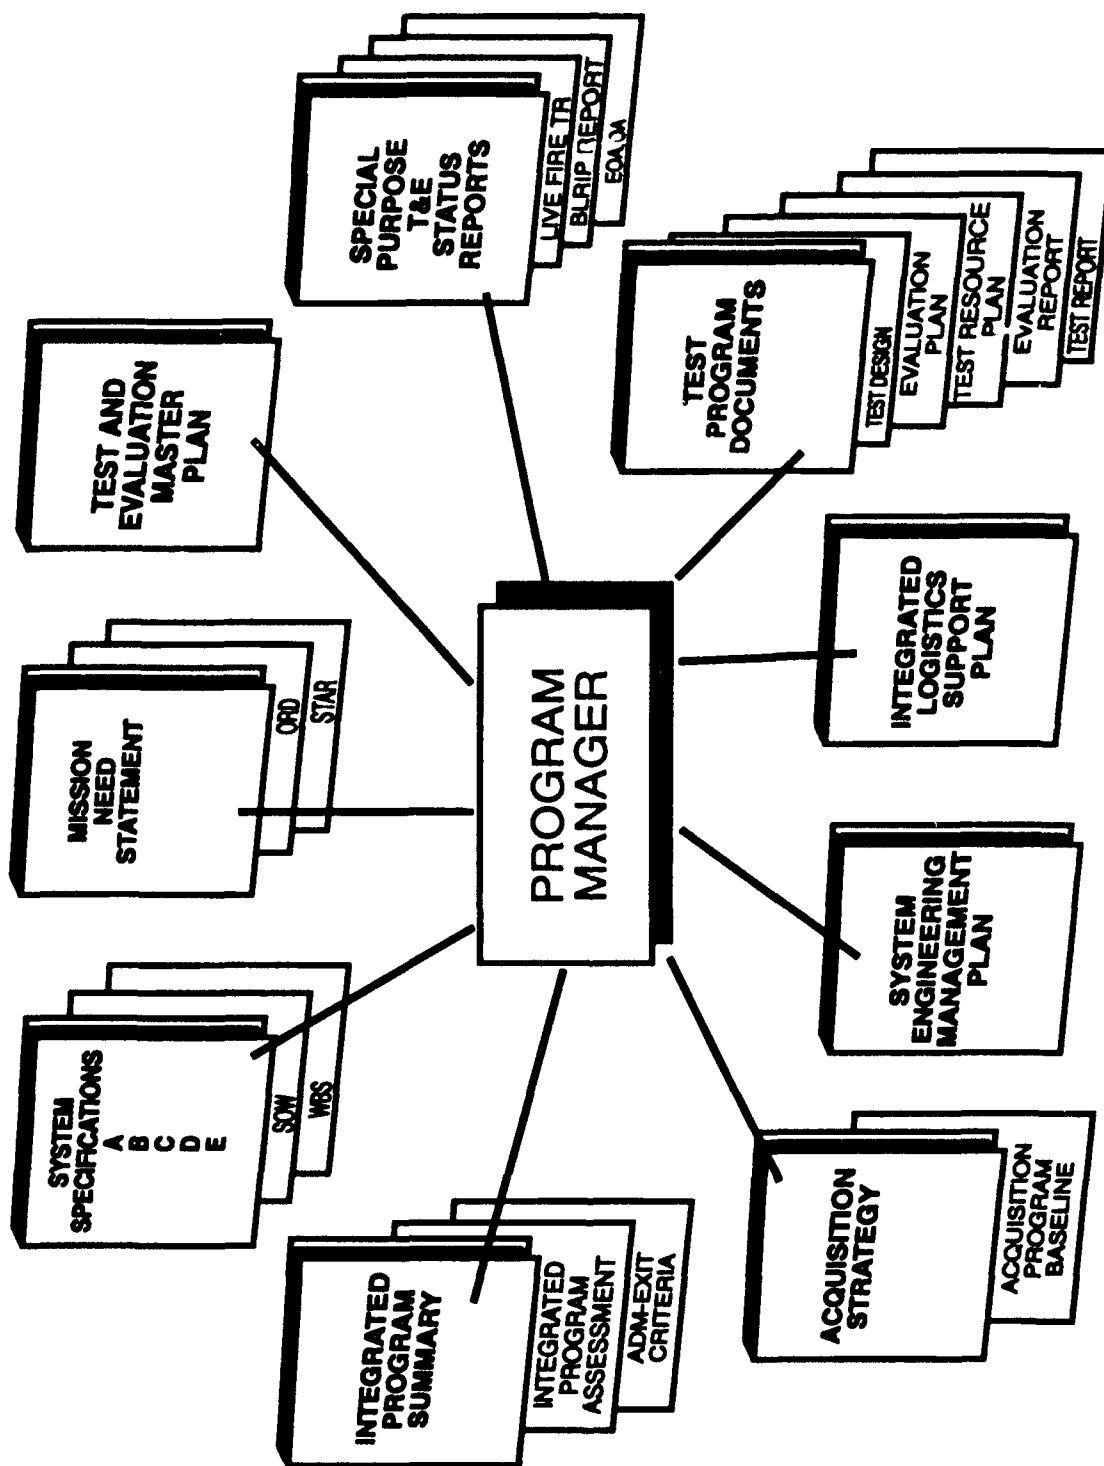 SYSTEM
SPECIFICATIONS
A
B
C
D
E
SOW
WBS
MISSION
NEED
STATEMENT
ORD
STAR
TEST AND
EVALUATION
MASTER
PLAN
INTEGRATED
PROGRAM
SUMMARY
INTEGRATED
PROGRAM
ASSESSMENT
ADM-EXIT
CRITERIA
SPECIAL
PURPOSE
T&E
STATUS
REPORTS
LIVE FIRE TR
BLRIP REPORT
EOA OA
PROGRAM
MANAGER
ACQUISITION
STRATEGY
ACQUISITION
PROGRAM
BASELINE
SYSTEM
ENGINEERING
MANAGEMENT
PLAN
INTEGRATED
LOGISTICS
SUPPORT
PLAN
TEST
PROGRAM
DOCUMENTS
TEST DESIGN
EVALUATION
PLAN
TEST RESOURCE
PLAN
EVALUATION
REPORT
TEST REPORT